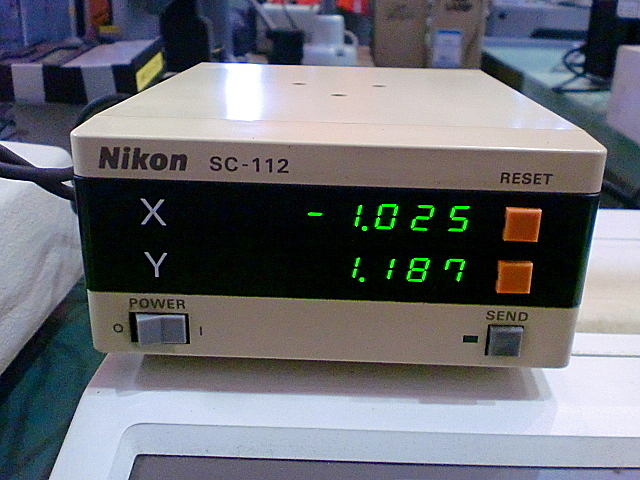 Nikon SC-112
RESET
X - 1.025
Y 1.187
POWER
O I
SEND